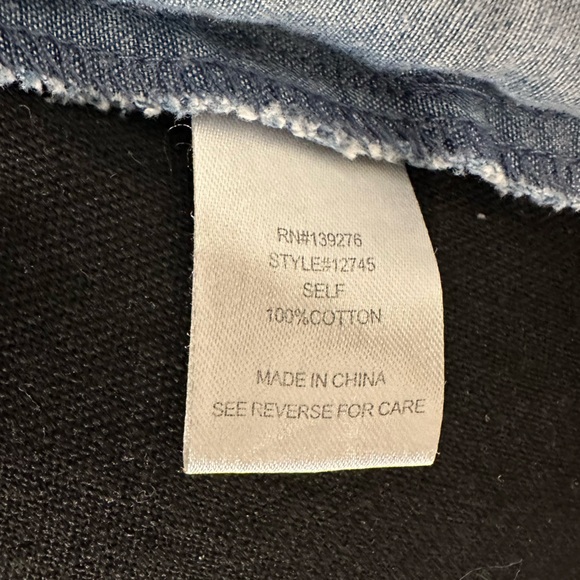 RN#139276
STYLE#12745
SELF
100%COTTON
MADE IN CHINA
SEE REVERSE FOR CARE